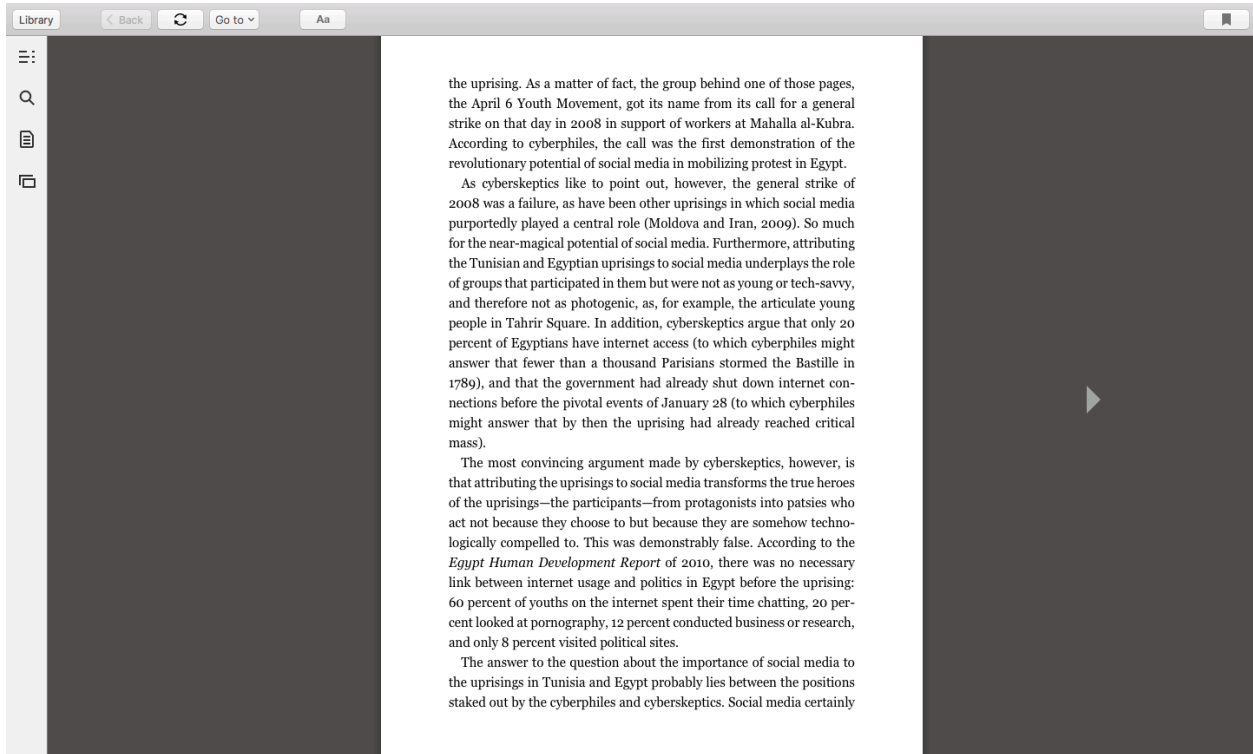 Library
Back
Go to
Aa
the uprising. As a matter of fact, the group behind one of those pages,
the April 6 Youth Movement, got its name from its call for a general
strike on that day in 2008 in support of workers at Mahalla al-Kubra.
According to cyberphiles, the call was the first demonstration of the
revolutionary potential of social media in mobilizing protest in Egypt.
As cyberskeptics like to point out, however, the general strike of
2008 was a failure, as have been other uprisings in which social media
purportedly played a central role (Moldova and Iran, 2009). So much
for the near-magical potential of social media. Furthermore, attributing
the Tunisian and Egyptian uprisings to social media underplays the role
of groups that participated in them but were not as young or tech-savvy,
and therefore not as photogenic, as, for example, the articulate young
people in Tahrir Square. In addition, cyberskeptics argue that only 20
percent of Egyptians have internet access (to which cyberphiles might
answer that fewer than a thousand Parisians stormed the Bastille in
1789), and that the government had already shut down internet con-
nections before the pivotal events of January 28 (to which cyberphiles
might answer that by then the uprising had already reached critical
mass).
The most convincing argument made by cyberskeptics, however, is
that attributing the uprisings to social media transforms the true heroes
of the uprisings—the participants—from protagonists into patsies who
act not because they choose to but because they are somehow techno-
logically compelled to. This was demonstrably false. According to the
Egypt Human Development Report of 2010, there was no necessary
link between internet usage and politics in Egypt before the uprising:
60 percent of youths on the internet spent their time chatting, 20 per-
cent looked at pornography, 12 percent conducted business or research,
and only 8 percent visited political sites.
The answer to the question about the importance of social media to
the uprisings in Tunisia and Egypt probably lies between the positions
staked out by the cyberphiles and cyberskeptics. Social media certainly